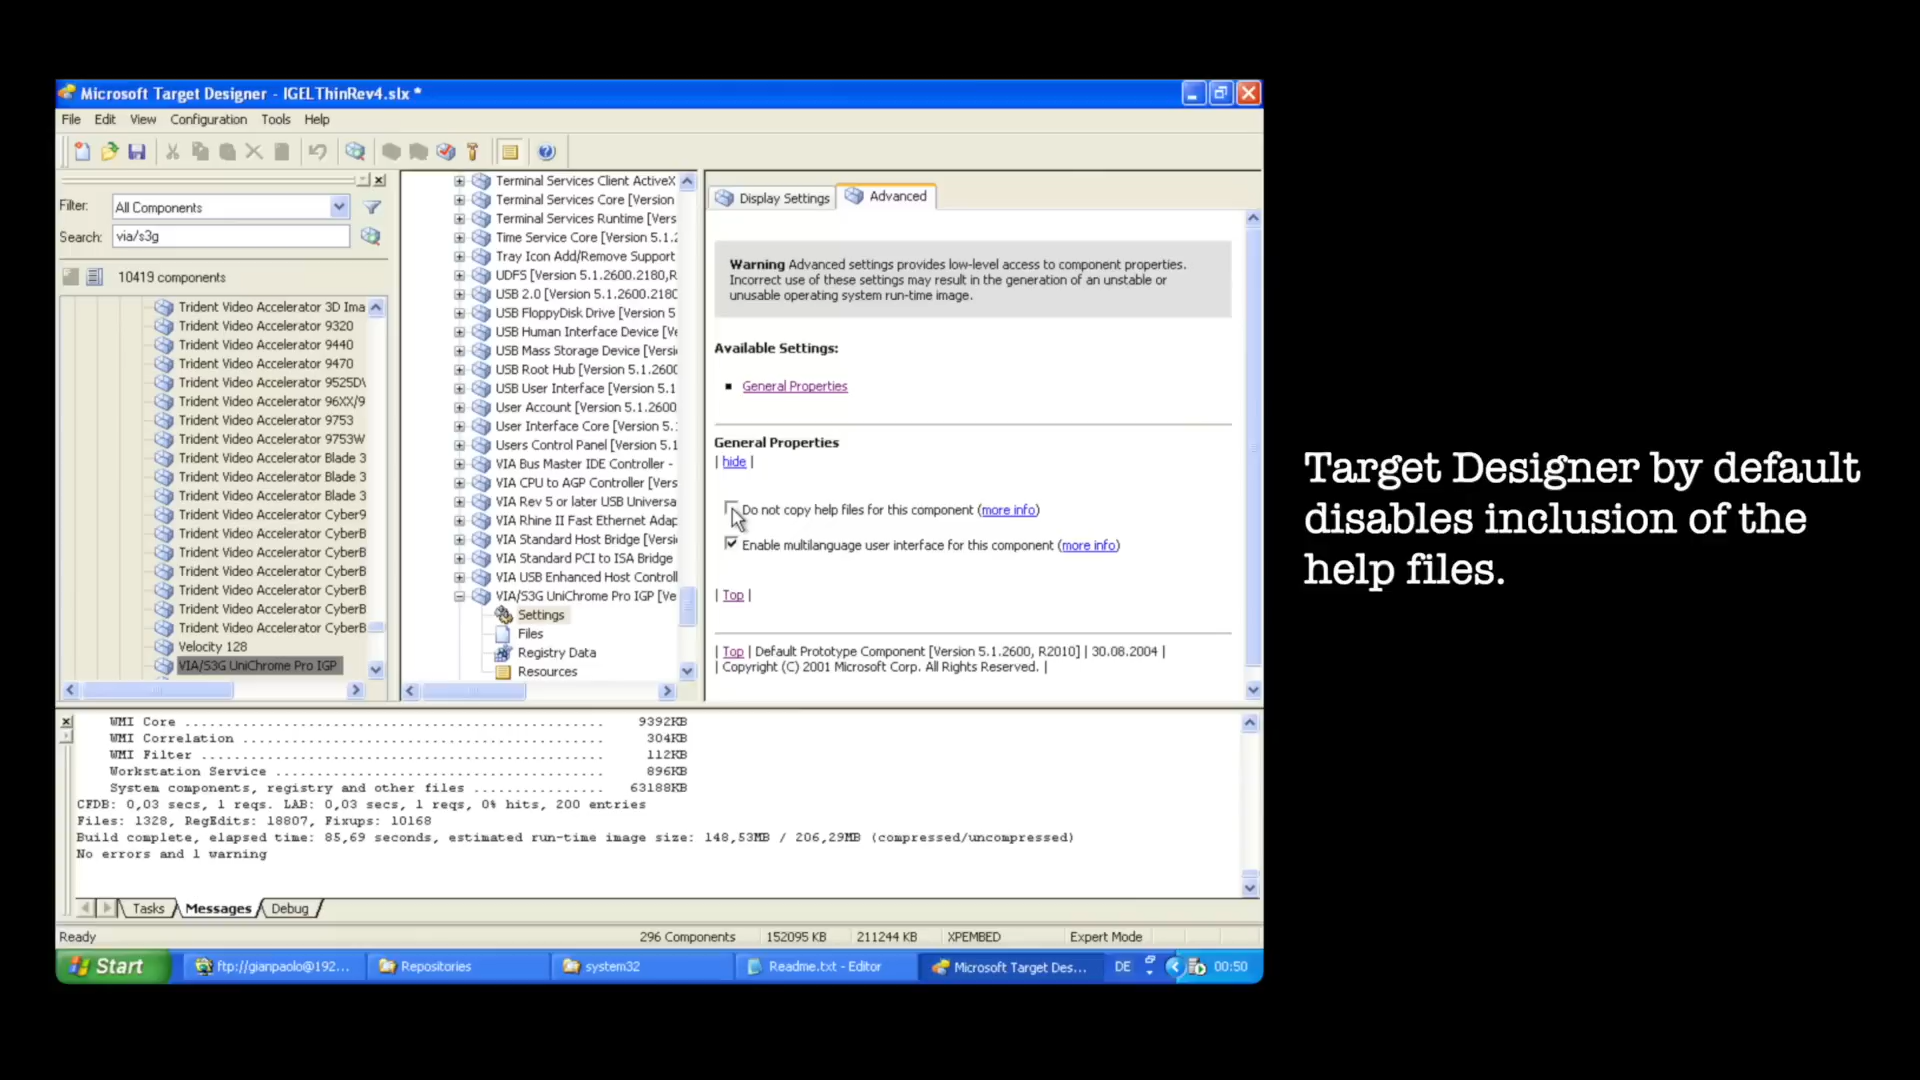 Microsoft Target Designer - IGELThinRev4.slx *
File Edit View Configuration Tools Help
Filter: All Components
Search: via/s3g
10419 components
Trident Video Accelerator 3D Ima
Trident Video Accelerator 9320
Trident Video Accelerator 9440
Trident Video Accelerator 9470
Trident Video Accelerator 9525D\
Trident Video Accelerator 96XX/9
Trident Video Accelerator 9753
Trident Video Accelerator 9753W
Trident Video Accelerator Blade 3
Trident Video Accelerator Blade 3
Trident Video Accelerator Blade 3
Trident Video Accelerator Cyber9
Trident Video Accelerator CyberB
Trident Video Accelerator CyberB
Trident Video Accelerator CyberB
Trident Video Accelerator CyberB
Trident Video Accelerator CyberB
Trident Video Accelerator CyberB
Velocity 128
VIA/S3G UniChrome Pro IGP
Terminal Services Client ActiveX
Terminal Services Core [Version
Terminal Services Runtime [Vers
Time Service Core [Version 5.1.2
Tray Icon Add/Remove Support
UDFS [Version 5.1.2600.2180,R
USB 2.0 [Version 5.1.2600.2180
USB FloppyDisk Drive [Version 5
USB Human Interface Device [Ve
USB Mass Storage Device [Versi
USB Root Hub [Version 5.1.2600
USB User Interface [Version 5.1
User Account [Version 5.1.2600
User Interface Core [Version 5.
Users Control Panel [Version 5.1
VIA Bus Master IDE Controller -
VIA CPU to AGP Controller [Vers
VIA Rev 5 or later USB Universa
VIA Rhine II Fast Ethernet Adap
VIA Standard Host Bridge [Versi
VIA Standard PCI to ISA Bridge
VIA USB Enhanced Host Controll
VIA/S3G UniChrome Pro IGP [Ve
Settings
Files
Registry Data
Resources
Display Settings Advanced
Warning Advanced settings provides low-level access to component properties.
Incorrect use of these settings may result in the generation of an unstable or
unusable operating system run-time image.
Available Settings:
General Properties
General Properties
| hide |
Do not copy help files for this component (more info)
Enable multilanguage user interface for this component (more info)
| Top |
| Top | Default Prototype Component [Version 5.1.2600, R2010] | 30.08.2004 |
| Copyright (C) 2001 Microsoft Corp. All Rights Reserved. |
WMI Core ................................................... 9392KB
WMI Correlation ............................................ 304KB
WMI Filter ................................................. 112KB
Workstation Service ........................................ 896KB
System components, registry and other files ................ 63188KB
CFDB: 0,03 secs, 1 reqs. LAB: 0,03 secs, 1 reqs, 0% hits, 200 entries
Files: 1328, RegEdits: 18807, Fixups: 10168
Build complete, elapsed time: 85,69 seconds, estimated run-time image size: 148,53MB / 206,29MB (compressed/uncompressed)
No errors and 1 warning
Tasks Messages Debug
Ready 296 Components 152095 KB 211244 KB XPEMBED Expert Mode
Start ftp://gianpaolo@192... Repositories system32 Readme.txt - Editor Microsoft Target Des... DE 00:50
Target Designer by default
disables inclusion of the
help files.